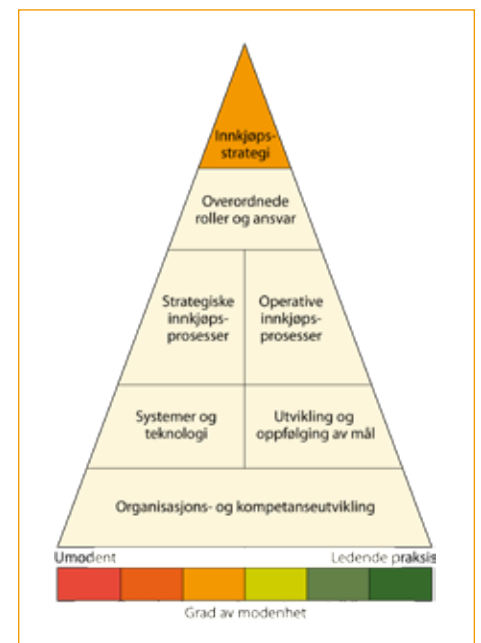 Innkjøps-
strategi
Overordnede
roller og ansvar
Strategiske
innkjøps-
prosesser
Operative
innkjøps-
prosesser
Systemer og
teknologi
Utvikling og
oppfølging av mål
Organisasjons- og kompetanseutvikling
Umodent
Ledende praksis
Grad av modenhet